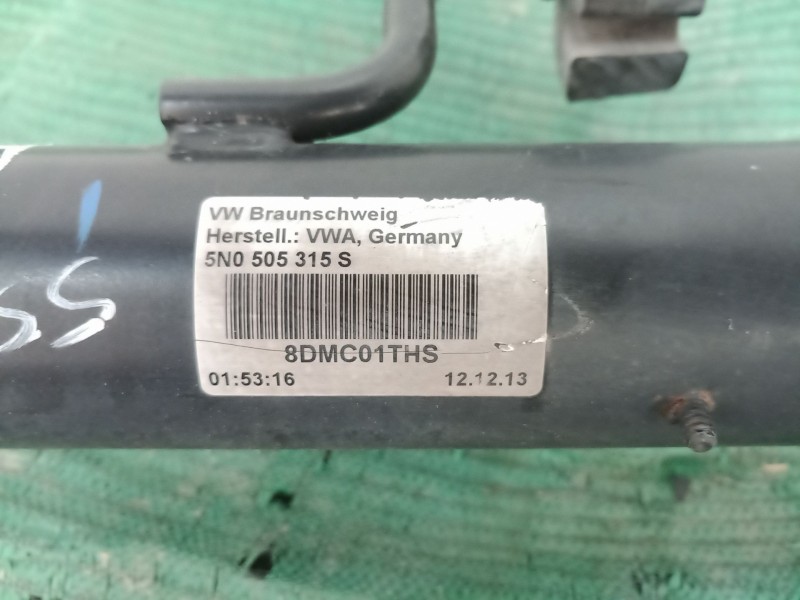 VW Braunschweig
Herstell.: VWA, Germany
5N0 505 315 S
8DMC01THS
01:53:16 12.12.13